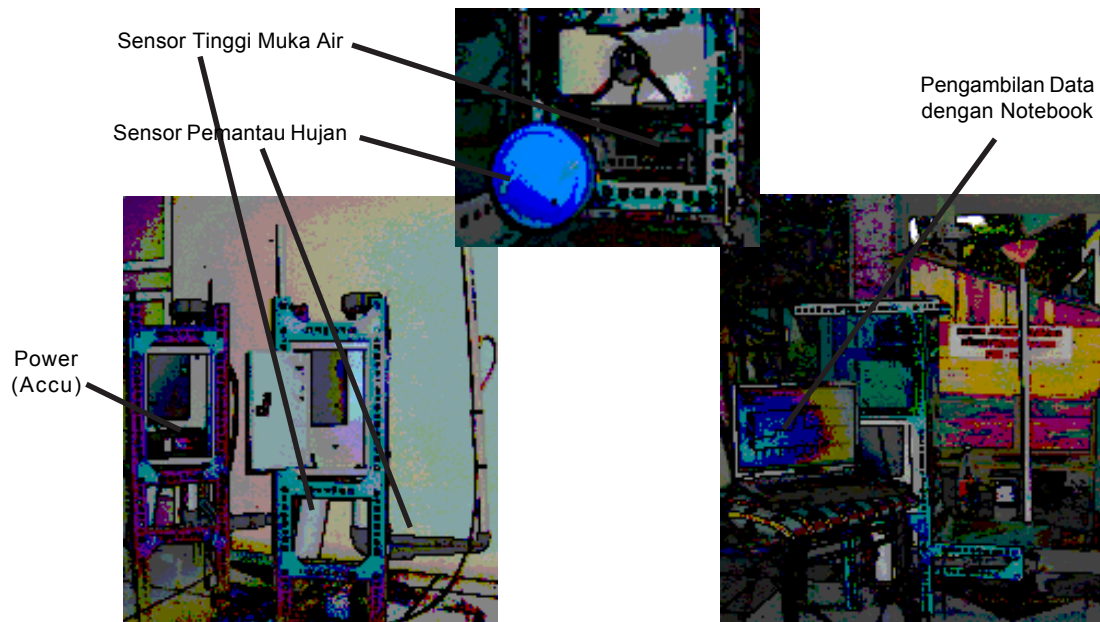 Sensor Tinggi Muka Air
Sensor Pemantau Hujan
Power
(Accu)
Pengambilan Data
dengan Notebook